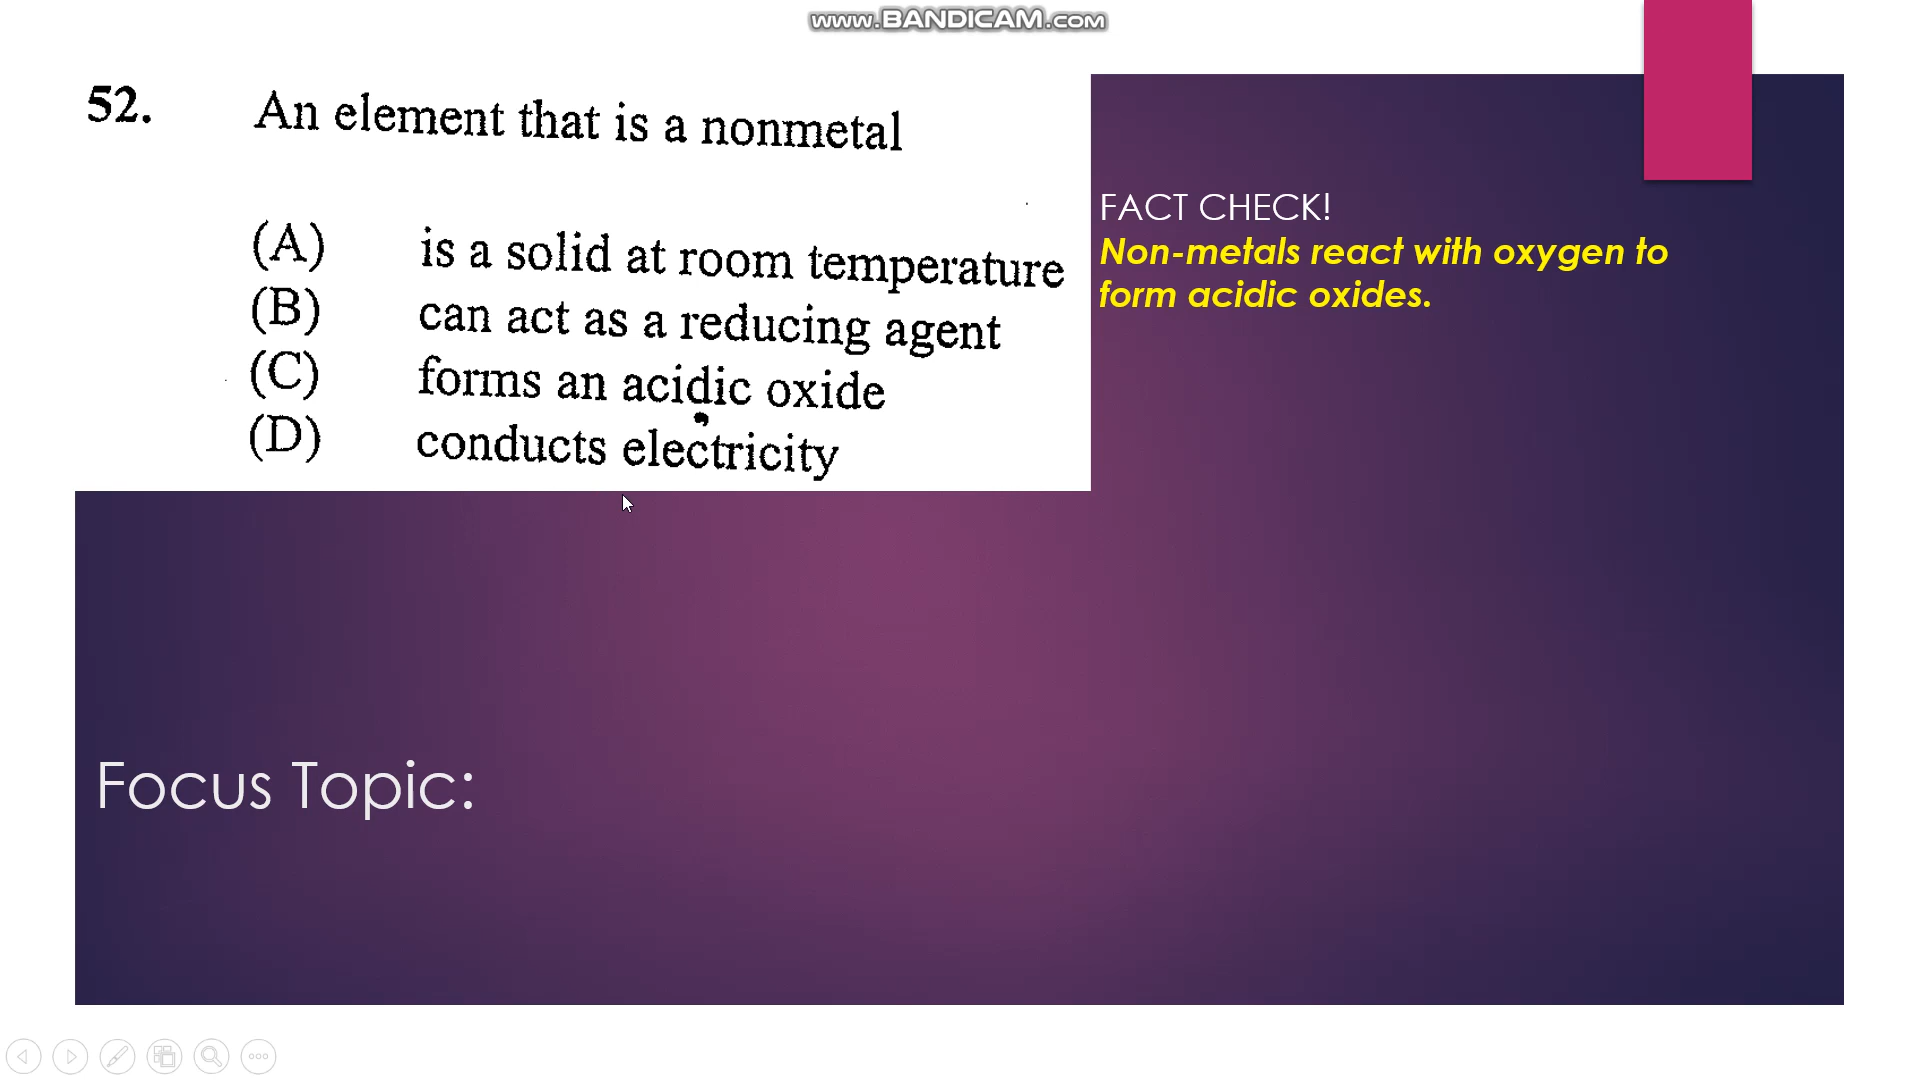 www.BANDICAM.com
52. An element that is a nonmetal
(A) is a solid at room temperature
(B) can act as a reducing agent
(C) forms an acidic oxide
(D) conducts electricity
FACT CHECK!
Non-metals react with oxygen to
form acidic oxides.
Focus Topic: